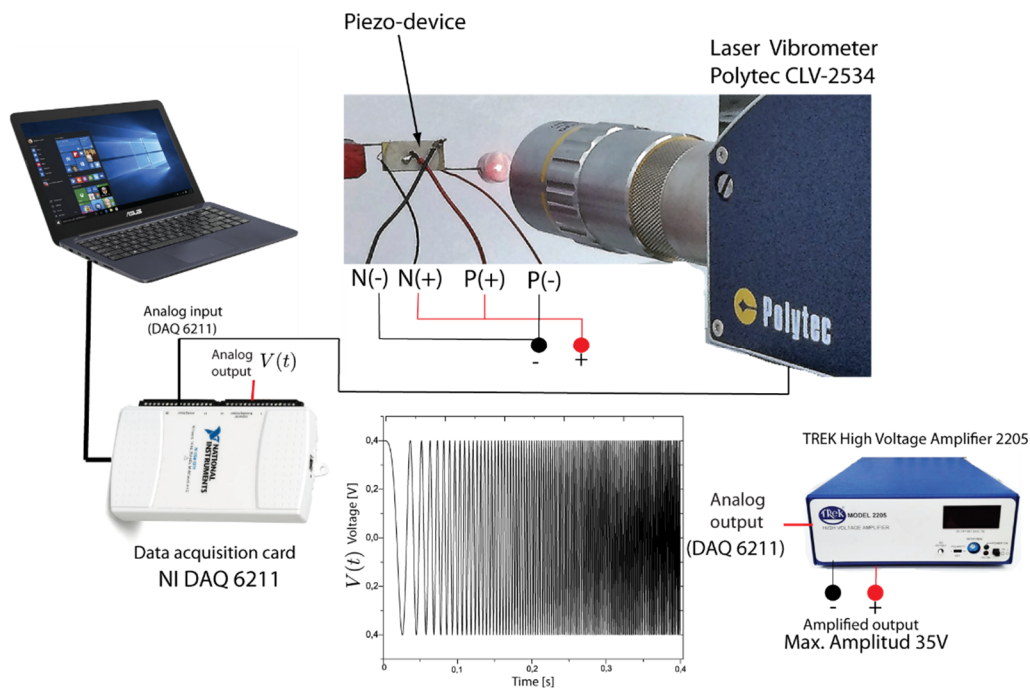 Piezo-device
Laser Vibrometer
Polytec CLV-2534
N(-) N(+) P(+) P(-)
- +
Polytec
Analog input
(DAQ 6211)
Analog
output
V(t)
NATIONAL
INSTRUMENTS
Data acquisition card
NI DAQ 6211
V(t) Voltage [V]
0,4
0,2
0,0
0,2
0,4
0 0,1 0,2 0,3 0,4
Time [s]
TREK High Voltage Amplifier 2205
Analog
output
(DAQ 6211)
TREK
MODEL 2205
HIGH VOLTAGE AMPLIFIER
- +
Amplified output
Max. Amplitud 35V
ASUS